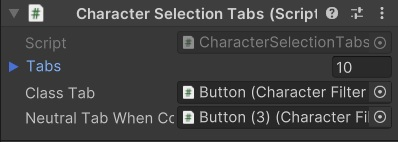 Character Selection Tabs (Script
Script CharacterSelectionTabs
Tabs 10
Class Tab Button (Character Filter
Neutral Tab When Co Button (3) (Character Fil